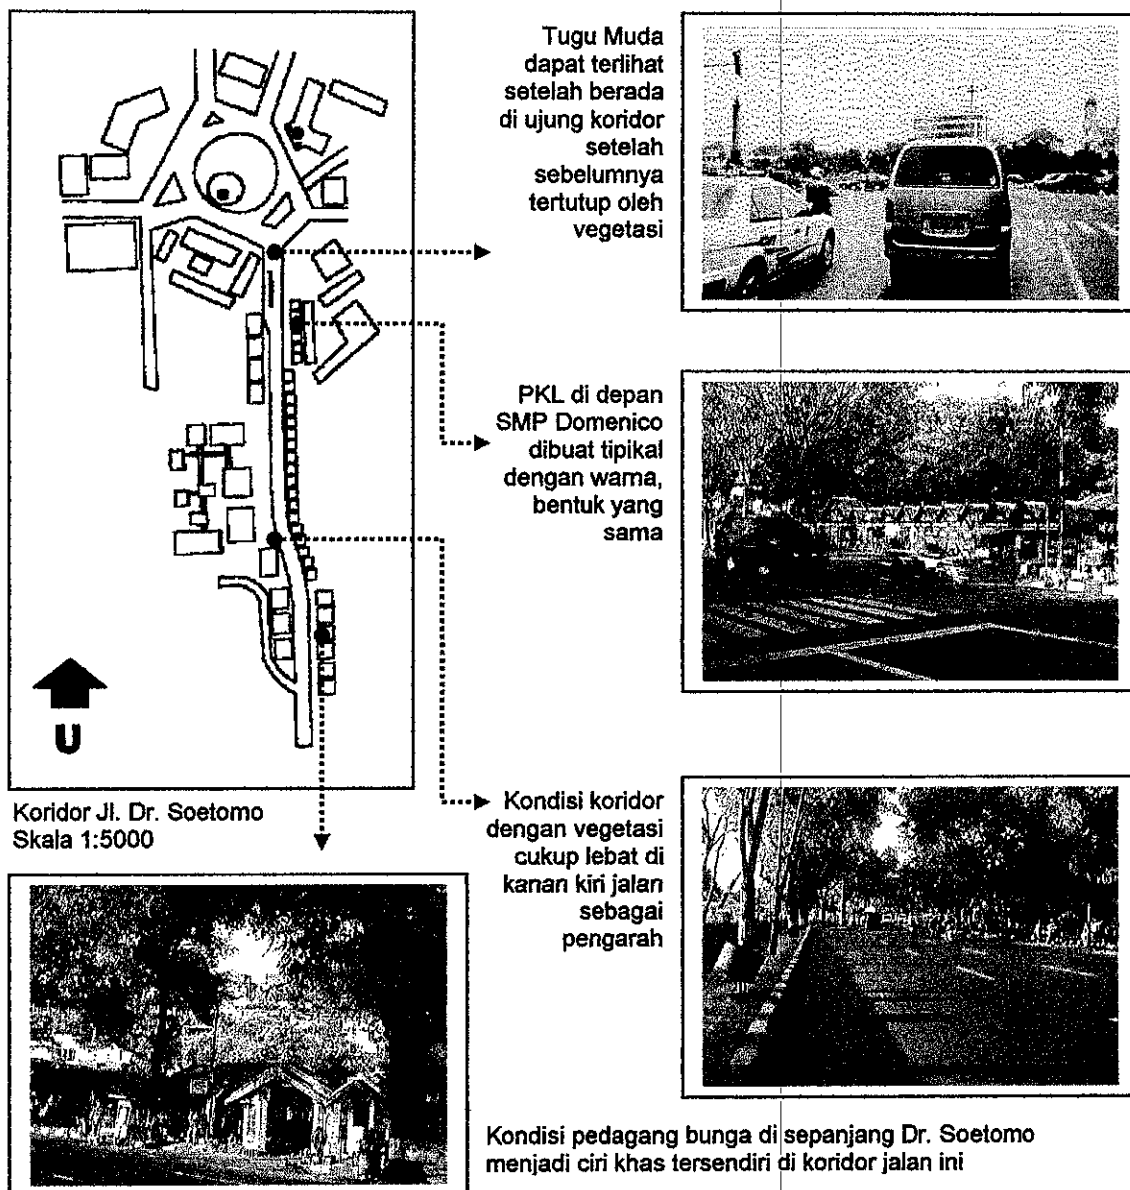 Tugu Muda
dapat terlihat
setelah berada
di ujung koridor
setelah
sebelumnya
tertutup oleh
vegetasi
PKL di depan
SMP Domenico
dibuat tipikal
dengan warna,
bentuk yang
sama
U
Koridor Jl. Dr. Soetomo
Skala 1:5000
Kondisi koridor
dengan vegetasi
cukup lebat di
kanan kiri jalan
sebagai
pengarah
Kondisi pedagang bunga di sepanjang Dr. Soetomo
menjadi ciri khas tersendiri di koridor jalan ini